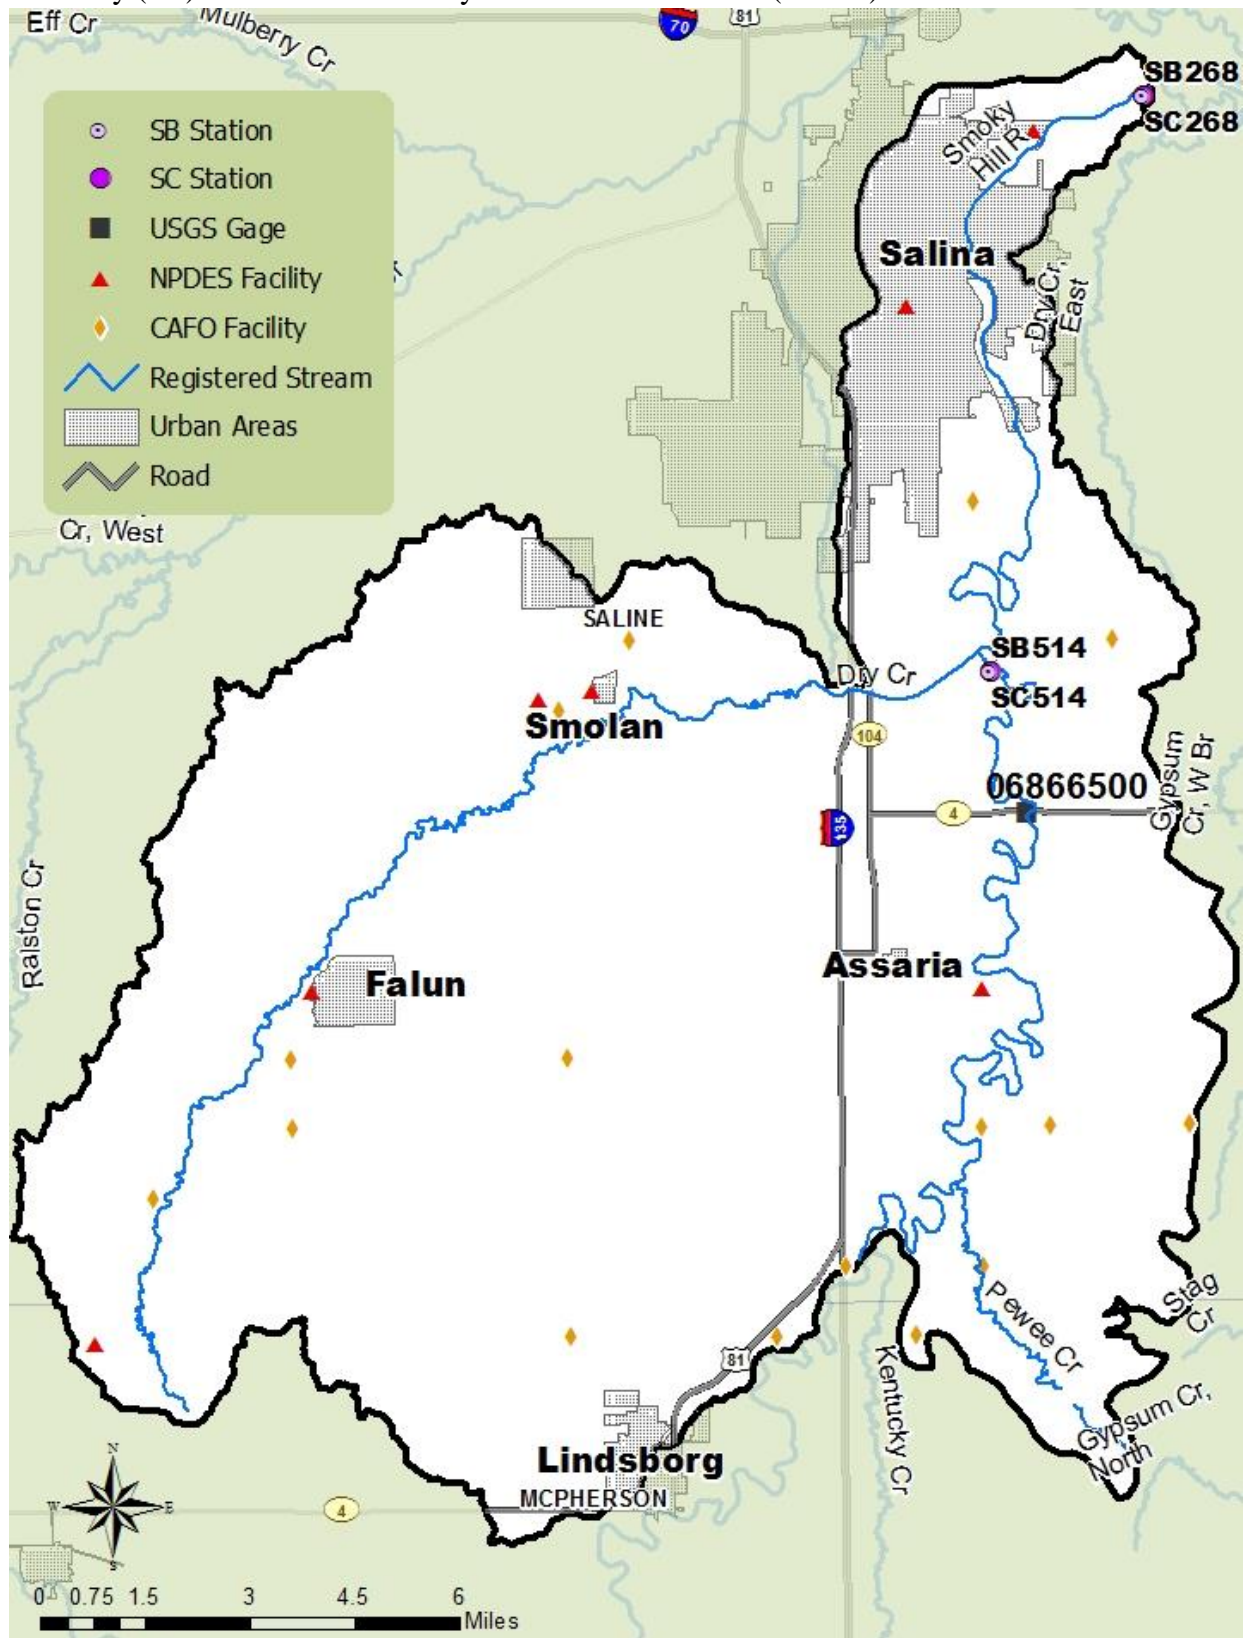 Eff Cr
Mulberry Cr
70
81
SB268
SC268
Smoky
Hill R
SB Station
SC Station
USGS Gage
NPDES Facility
CAFO Facility
Registered Stream
Urban Areas
Road
Salina
Dry Cr,
East
Cr, West
SALINE
SB514
SC514
Dry Cr
Smolan
104
06866500
4
135
Gypsum
Cr, W Br
Ralston Cr
Assaria
Falun
Stag
Cr
Pewee Cr
81
Kentucky Cr
Gypsum Cr,
North
Lindsborg
MCPHERSON
4
N
W E
S
0 0.75 1.5 3 4.5 6
Miles